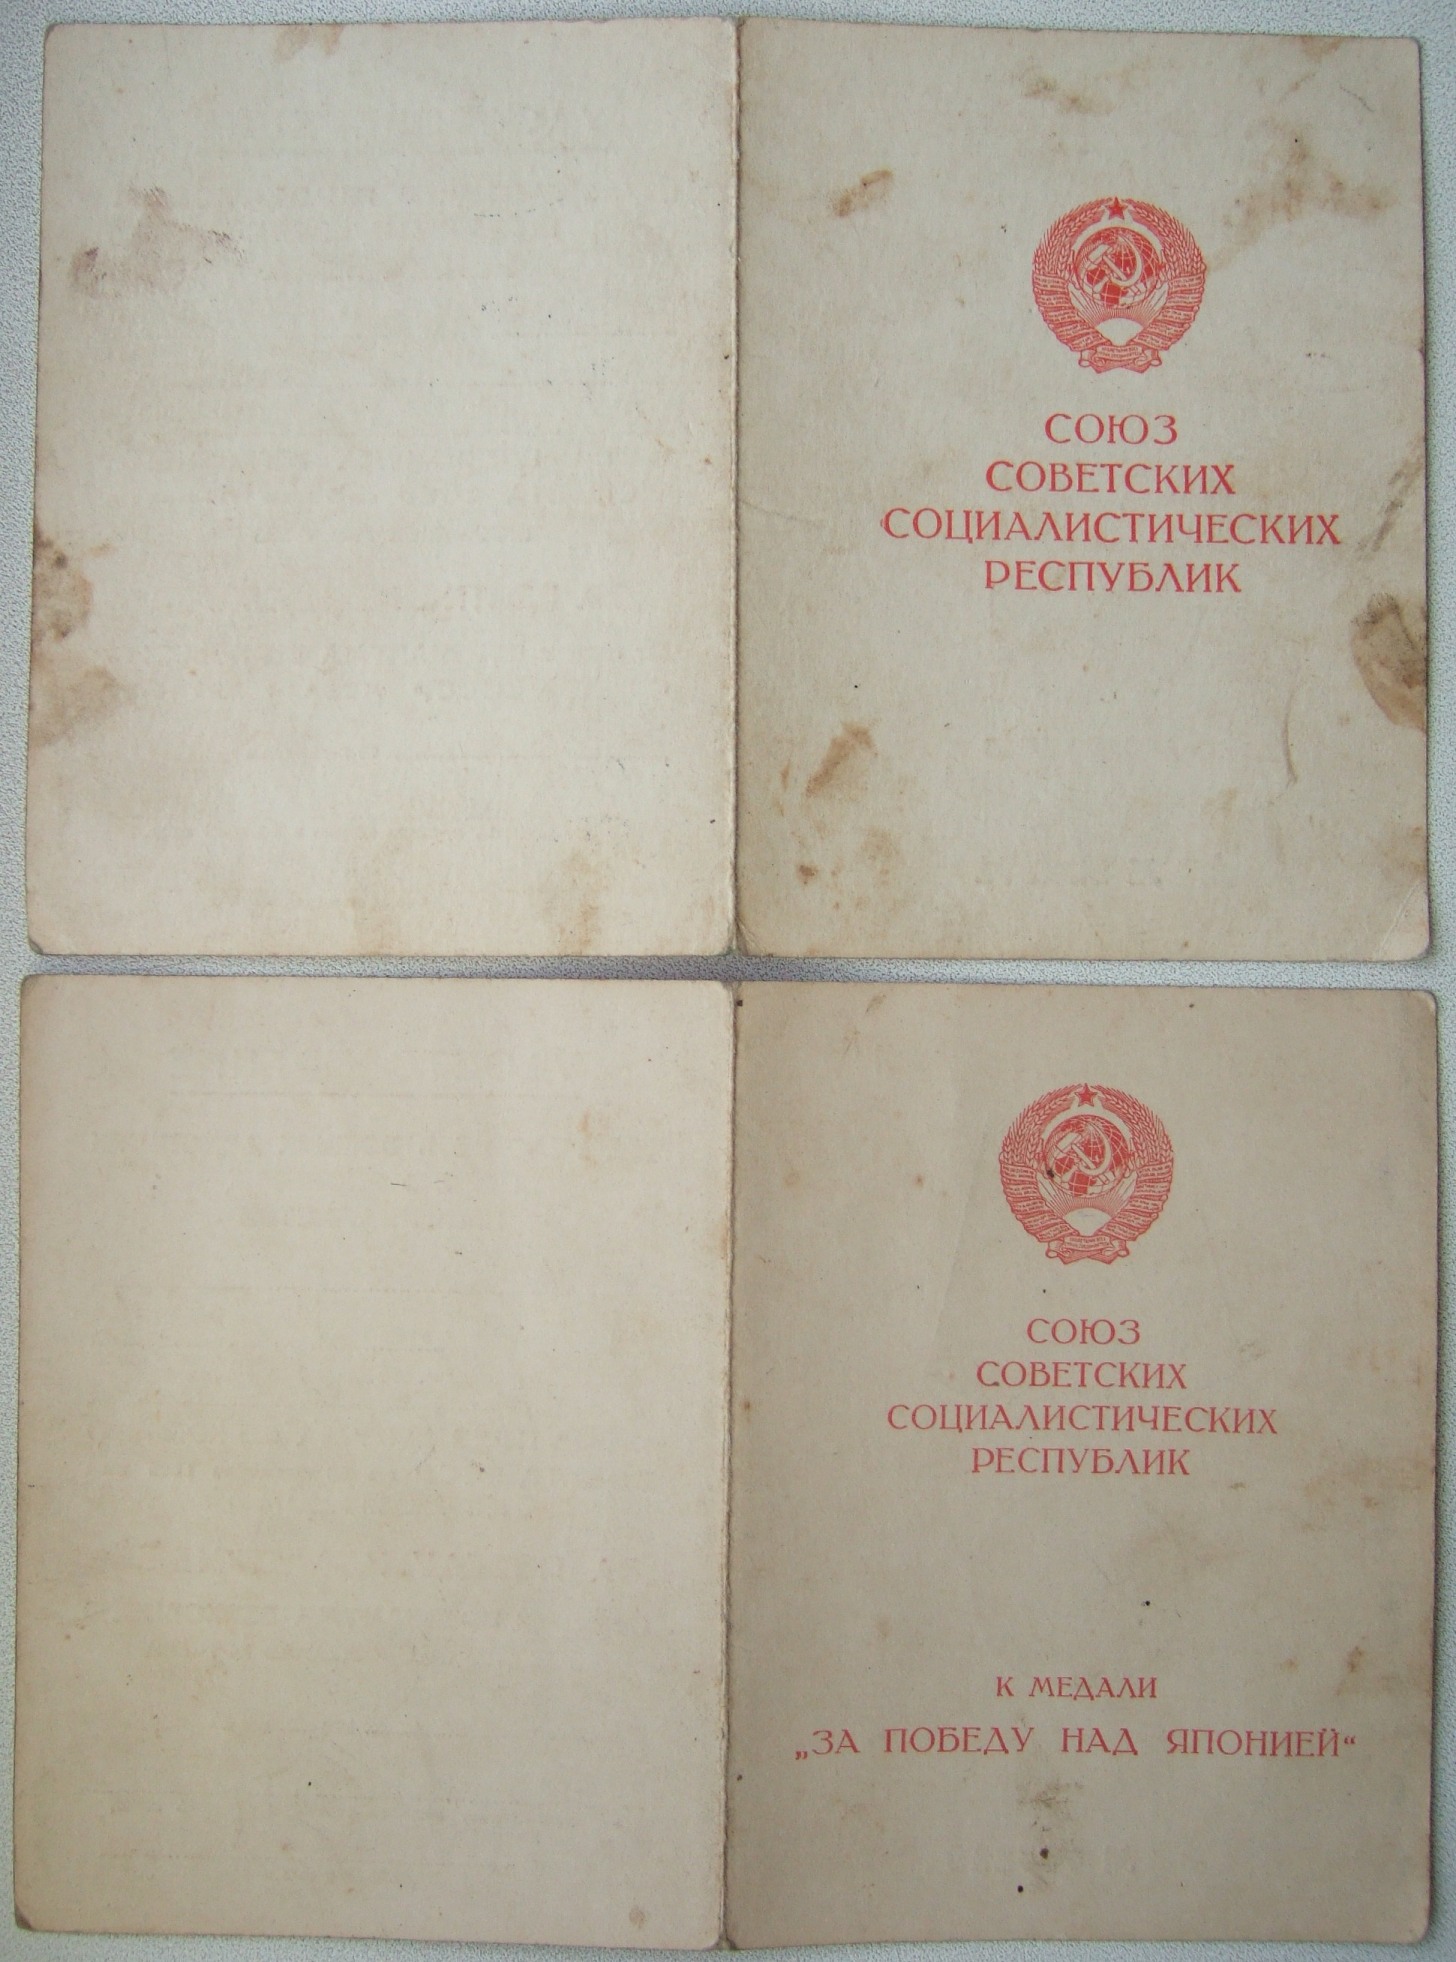 СОЮЗ
СОВЕТСКИХ
СОЦИАЛИСТИЧЕСКИХ
РЕСПУБЛИК
СОЮЗ
СОВЕТСКИХ
СОЦИАЛИСТИЧЕСКИХ
РЕСПУБЛИК
К МЕДАЛИ
„ЗА ПОБЕДУ НАД ЯПОНИЕЙ“